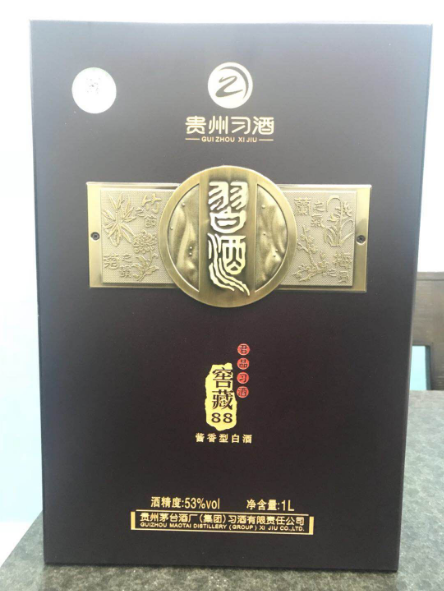 贵州习酒
GUIZHOU XI JIU
習酒
君品习酒
窖藏
88
酱香型白酒
酒精度:53%vol 净含量:1L
贵州茅台酒厂(集团)习酒有限责任公司
GUIZHOU MAOTAI DISTILLERY (GROUP) XI JIU CO.,LTD.